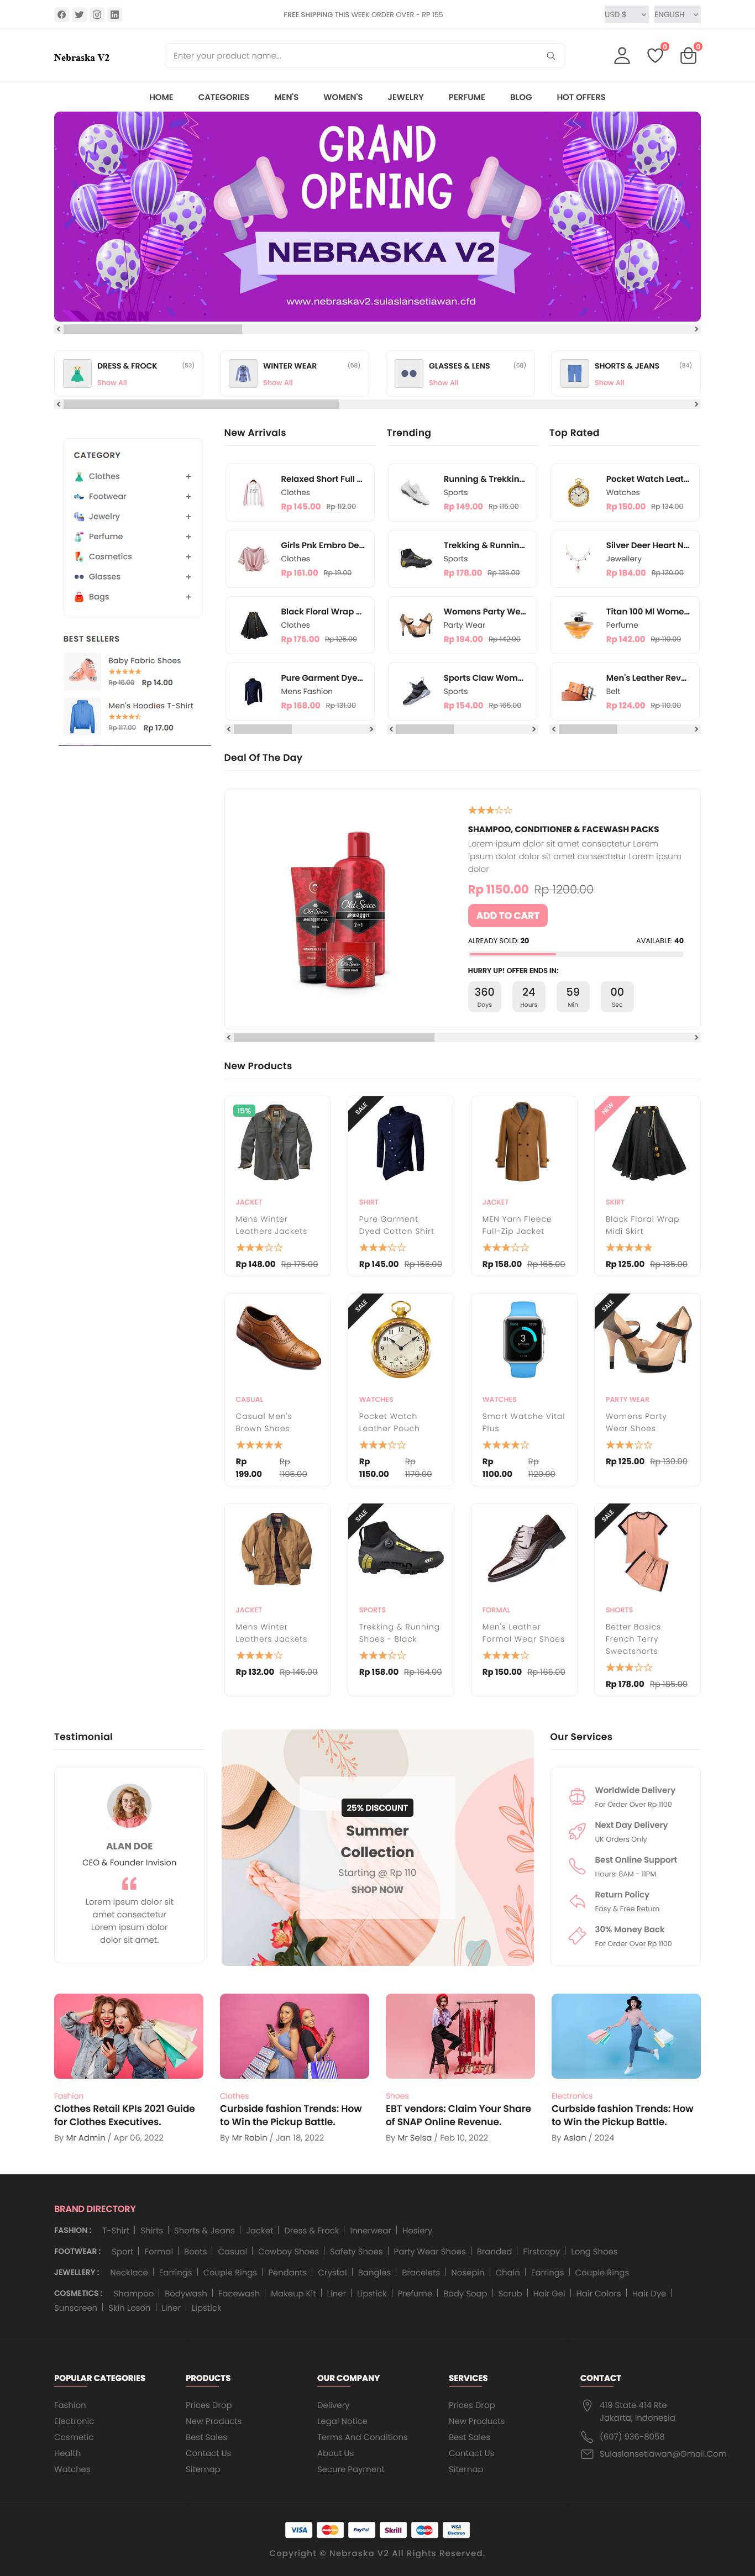 FREE SHIPPING THIS WEEK ORDER OVER - RP 155
USD $
ENGLISH
Nebraska V2
Enter your product name...
0
0
HOME CATEGORIES MEN'S WOMEN'S JEWELRY PERFUME BLOG HOT OFFERS
GRAND
OPENING
NEBRASKA V2
www.nebraskav2.sulaslansetiawan.cfd
ASLAN
DRESS & FROCK (53)
Show All
WINTER WEAR (58)
Show All
GLASSES & LENS (68)
Show All
SHORTS & JEANS (84)
Show All
CATEGORY
Clothes +
Footwear +
Jewelry +
Perfume +
Cosmetics +
Glasses +
Bags +
BEST SELLERS
Baby Fabric Shoes
Rp 15.00 Rp 14.00
Men's Hoodies T-Shirt
Rp 117.00 Rp 17.00
New Arrivals
Relaxed Short Full ...
Clothes
Rp 145.00 Rp 112.00
Girls Pnk Embro De...
Clothes
Rp 161.00 Rp 19.00
Black Floral Wrap ...
Clothes
Rp 176.00 Rp 125.00
Pure Garment Dye...
Mens Fashion
Rp 168.00 Rp 131.00
Trending
Running & Trekkin...
Sports
Rp 149.00 Rp 115.00
Trekking & Runnin...
Sports
Rp 178.00 Rp 136.00
Womens Party We...
Party Wear
Rp 194.00 Rp 142.00
Sports Claw Wom...
Sports
Rp 154.00 Rp 165.00
Top Rated
Pocket Watch Leat...
Watches
Rp 150.00 Rp 134.00
Silver Deer Heart N...
Jewellery
Rp 184.00 Rp 130.00
Titan 100 Ml Wome...
Perfume
Rp 142.00 Rp 110.00
Men's Leather Rev...
Belt
Rp 124.00 Rp 110.00
Deal Of The Day
Old Spice
Swagger
2in1
Old Spice
SHAMPOO, CONDITIONER & FACEWASH PACKS
Lorem ipsum dolor sit amet consectetur Lorem
ipsum dolor dolor sit amet consectetur Lorem ipsum
dolor
Rp 1150.00 Rp 1200.00
ADD TO CART
ALREADY SOLD: 20 AVAILABLE: 40
HURRY UP! OFFER ENDS IN:
360 24 59 00
Days Hours Min Sec
New Products
15%
JACKET
Mens Winter
Leathers Jackets
Rp 148.00 Rp 175.00
SALE
SHIRT
Pure Garment
Dyed Cotton Shirt
Rp 145.00 Rp 156.00
JACKET
MEN Yarn Fleece
Full-Zip Jacket
Rp 158.00 Rp 165.00
NEW
SKIRT
Black Floral Wrap
Midi Skirt
Rp 125.00 Rp 135.00
CASUAL
Casual Men's
Brown Shoes
Rp 199.00 Rp 1105.00
SALE
WATCHES
Pocket Watch
Leather Pouch
Rp 1150.00 Rp 1170.00
3
WATCHES
Smart Watche Vital
Plus
Rp 1100.00 Rp 1120.00
SALE
PARTY WEAR
Womens Party
Wear Shoes
Rp 125.00 Rp 130.00
JACKET
Mens Winter
Leathers Jackets
Rp 132.00 Rp 145.00
SALE
SPORTS
Trekking & Running
Shoes - Black
Rp 158.00 Rp 164.00
FORMAL
Men's Leather
Formal Wear Shoes
Rp 150.00 Rp 165.00
SALE
SHORTS
Better Basics
French Terry
Sweatshorts
Rp 178.00 Rp 185.00
Testimonial
ALAN DOE
CEO & Founder Invision
Lorem ipsum dolor sit
amet consectetur
Lorem ipsum dolor
dolor sit amet.
25% DISCOUNT
Summer
Collection
Starting @ Rp 110
SHOP NOW
Our Services
Worldwide Delivery
For Order Over Rp 1100
Next Day Delivery
UK Orders Only
Best Online Support
Hours: 8AM - 11PM
Return Policy
Easy & Free Return
30% Money Back
For Order Over Rp 1100
Fashion
Clothes Retail KPIs 2021 Guide
for Clothes Executives.
By Mr Admin / Apr 06, 2022
Clothes
Curbside fashion Trends: How
to Win the Pickup Battle.
By Mr Robin / Jan 18, 2022
Shoes
EBT vendors: Claim Your Share
of SNAP Online Revenue.
By Mr Selsa / Feb 10, 2022
Electronics
Curbside fashion Trends: How
to Win the Pickup Battle.
By Aslan / 2024
BRAND DIRECTORY
FASHION : T-Shirt | Shirts | Shorts & Jeans | Jacket | Dress & Frock | Innerwear | Hosiery
FOOTWEAR : Sport | Formal | Boots | Casual | Cowboy Shoes | Safety Shoes | Party Wear Shoes | Branded | Firstcopy | Long Shoes
JEWELLERY : Necklace | Earrings | Couple Rings | Pendants | Crystal | Bangles | Bracelets | Nosepin | Chain | Earrings | Couple Rings
COSMETICS : Shampoo | Bodywash | Facewash | Makeup Kit | Liner | Lipstick | Prefume | Body Soap | Scrub | Hair Gel | Hair Colors | Hair Dye |
Sunscreen | Skin Loson | Liner | Lipstick
POPULAR CATEGORIES
Fashion
Electronic
Cosmetic
Health
Watches
PRODUCTS
Prices Drop
New Products
Best Sales
Contact Us
Sitemap
OUR COMPANY
Delivery
Legal Notice
Terms And Conditions
About Us
Secure Payment
SERVICES
Prices Drop
New Products
Best Sales
Contact Us
Sitemap
CONTACT
419 State 414 Rte
Jakarta, Indonesia
(607) 936-8058
Sulaslansetiawan@Gmail.Com
VISA
MasterCard
PayPal
Skrill
Maestro
VISA
Electron
Copyright © Nebraska V2 All Rights Reserved.